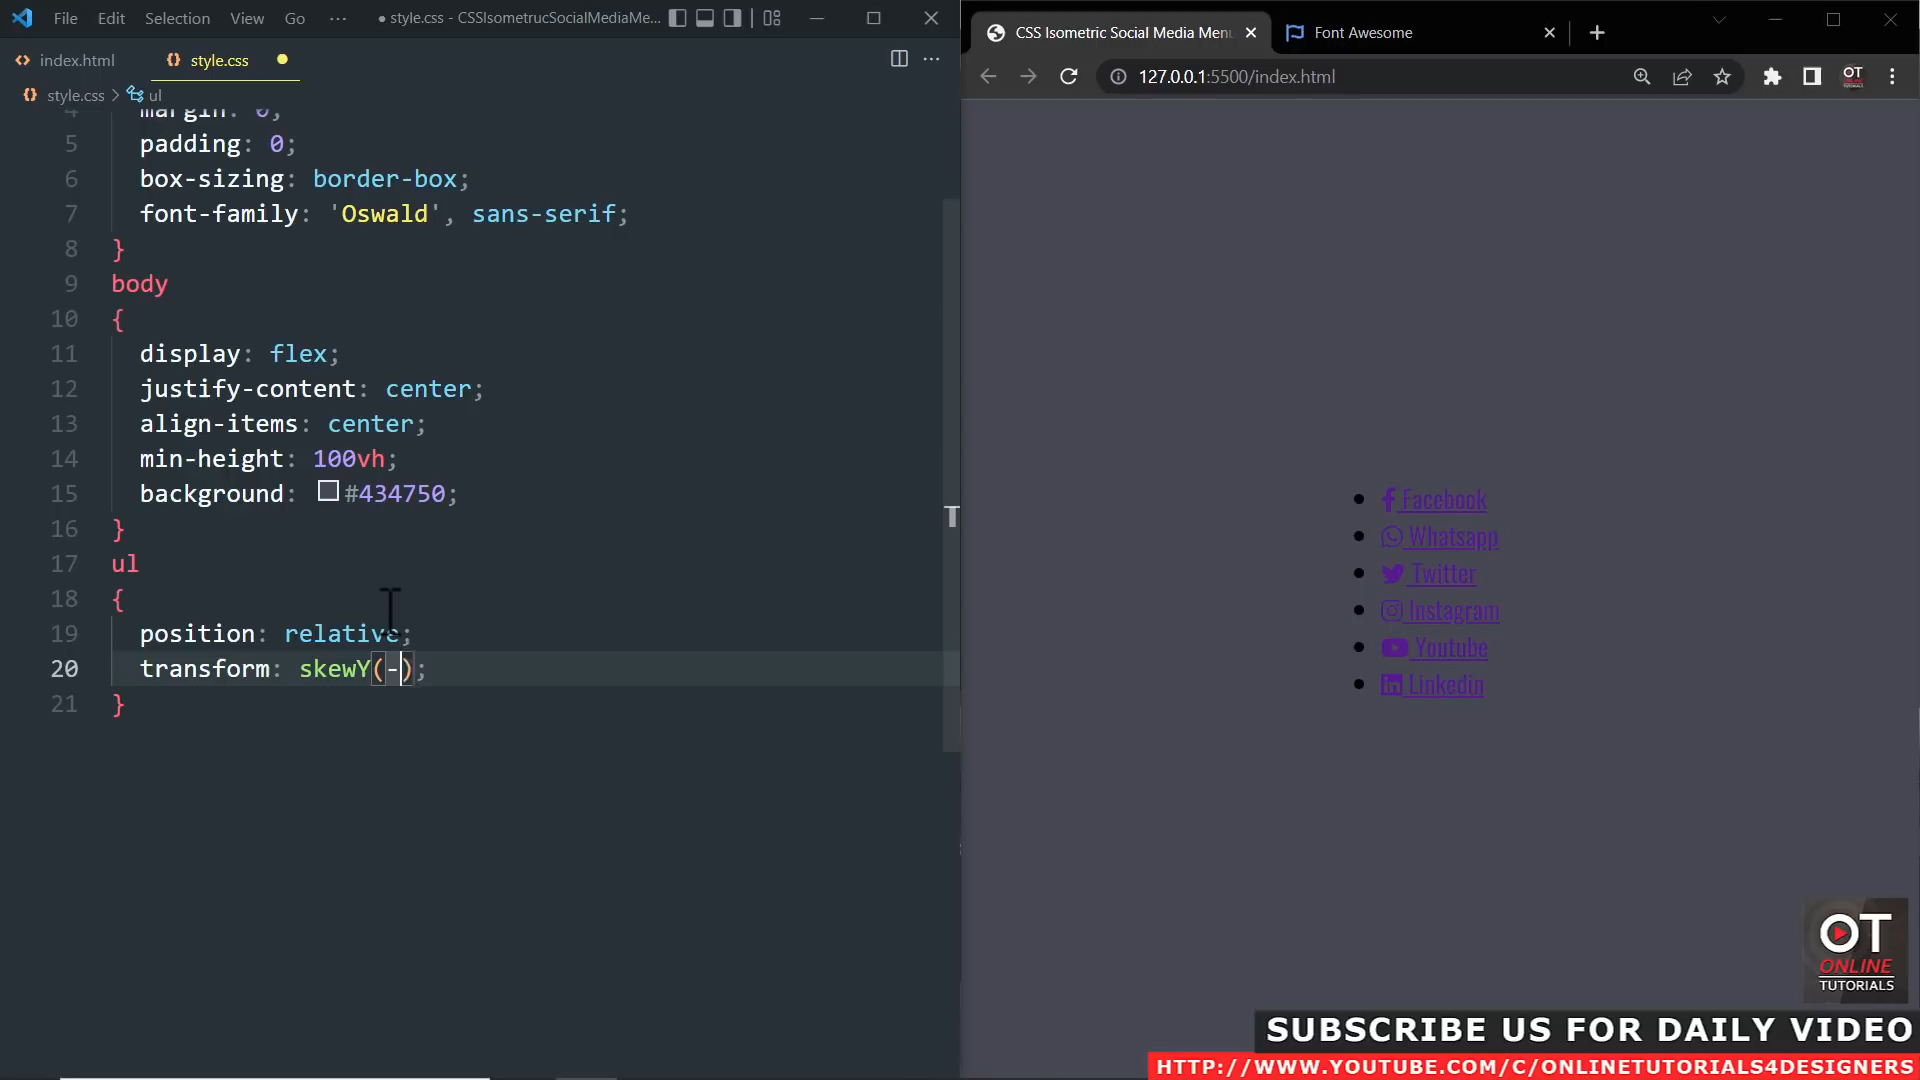 File Edit Selection View Go ··· ● style.css - CSSIsometrucSocialMediaMe...
index.html style.css
style.css > ul
4 margin: 0;
5 padding: 0;
6 box-sizing: border-box;
7 font-family: 'Oswald', sans-serif;
8 }
9 body
10 {
11 display: flex;
12 justify-content: center;
13 align-items: center;
14 min-height: 100vh;
15 background: #434750;
16 }
17 ul
18 {
19 position: relative;
20 transform: skewY(-);
21 }
CSS Isometric Social Media Menu
Font Awesome
127.0.0.1:5500/index.html
OT
Facebook
Whatsapp
Twitter
Instagram
Youtube
Linkedin
OT
ONLINE
TUTORIALS
SUBSCRIBE US FOR DAILY VIDEO
HTTP://WWW.YOUTUBE.COM/C/ONLINETUTORIALS4DESIGNERS